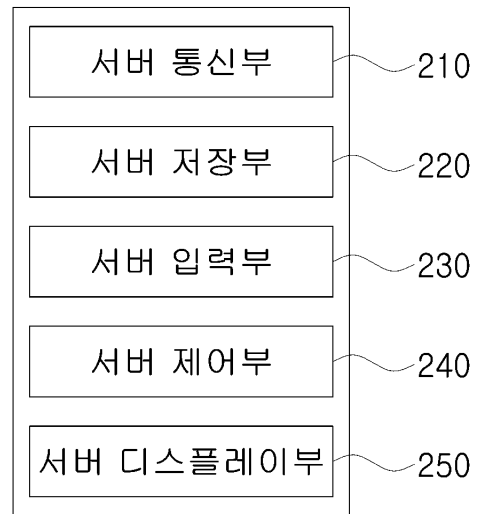 서버 통신부 210
서버 저장부 220
서버 입력부 230
서버 제어부 240
서버 디스플레이부 250